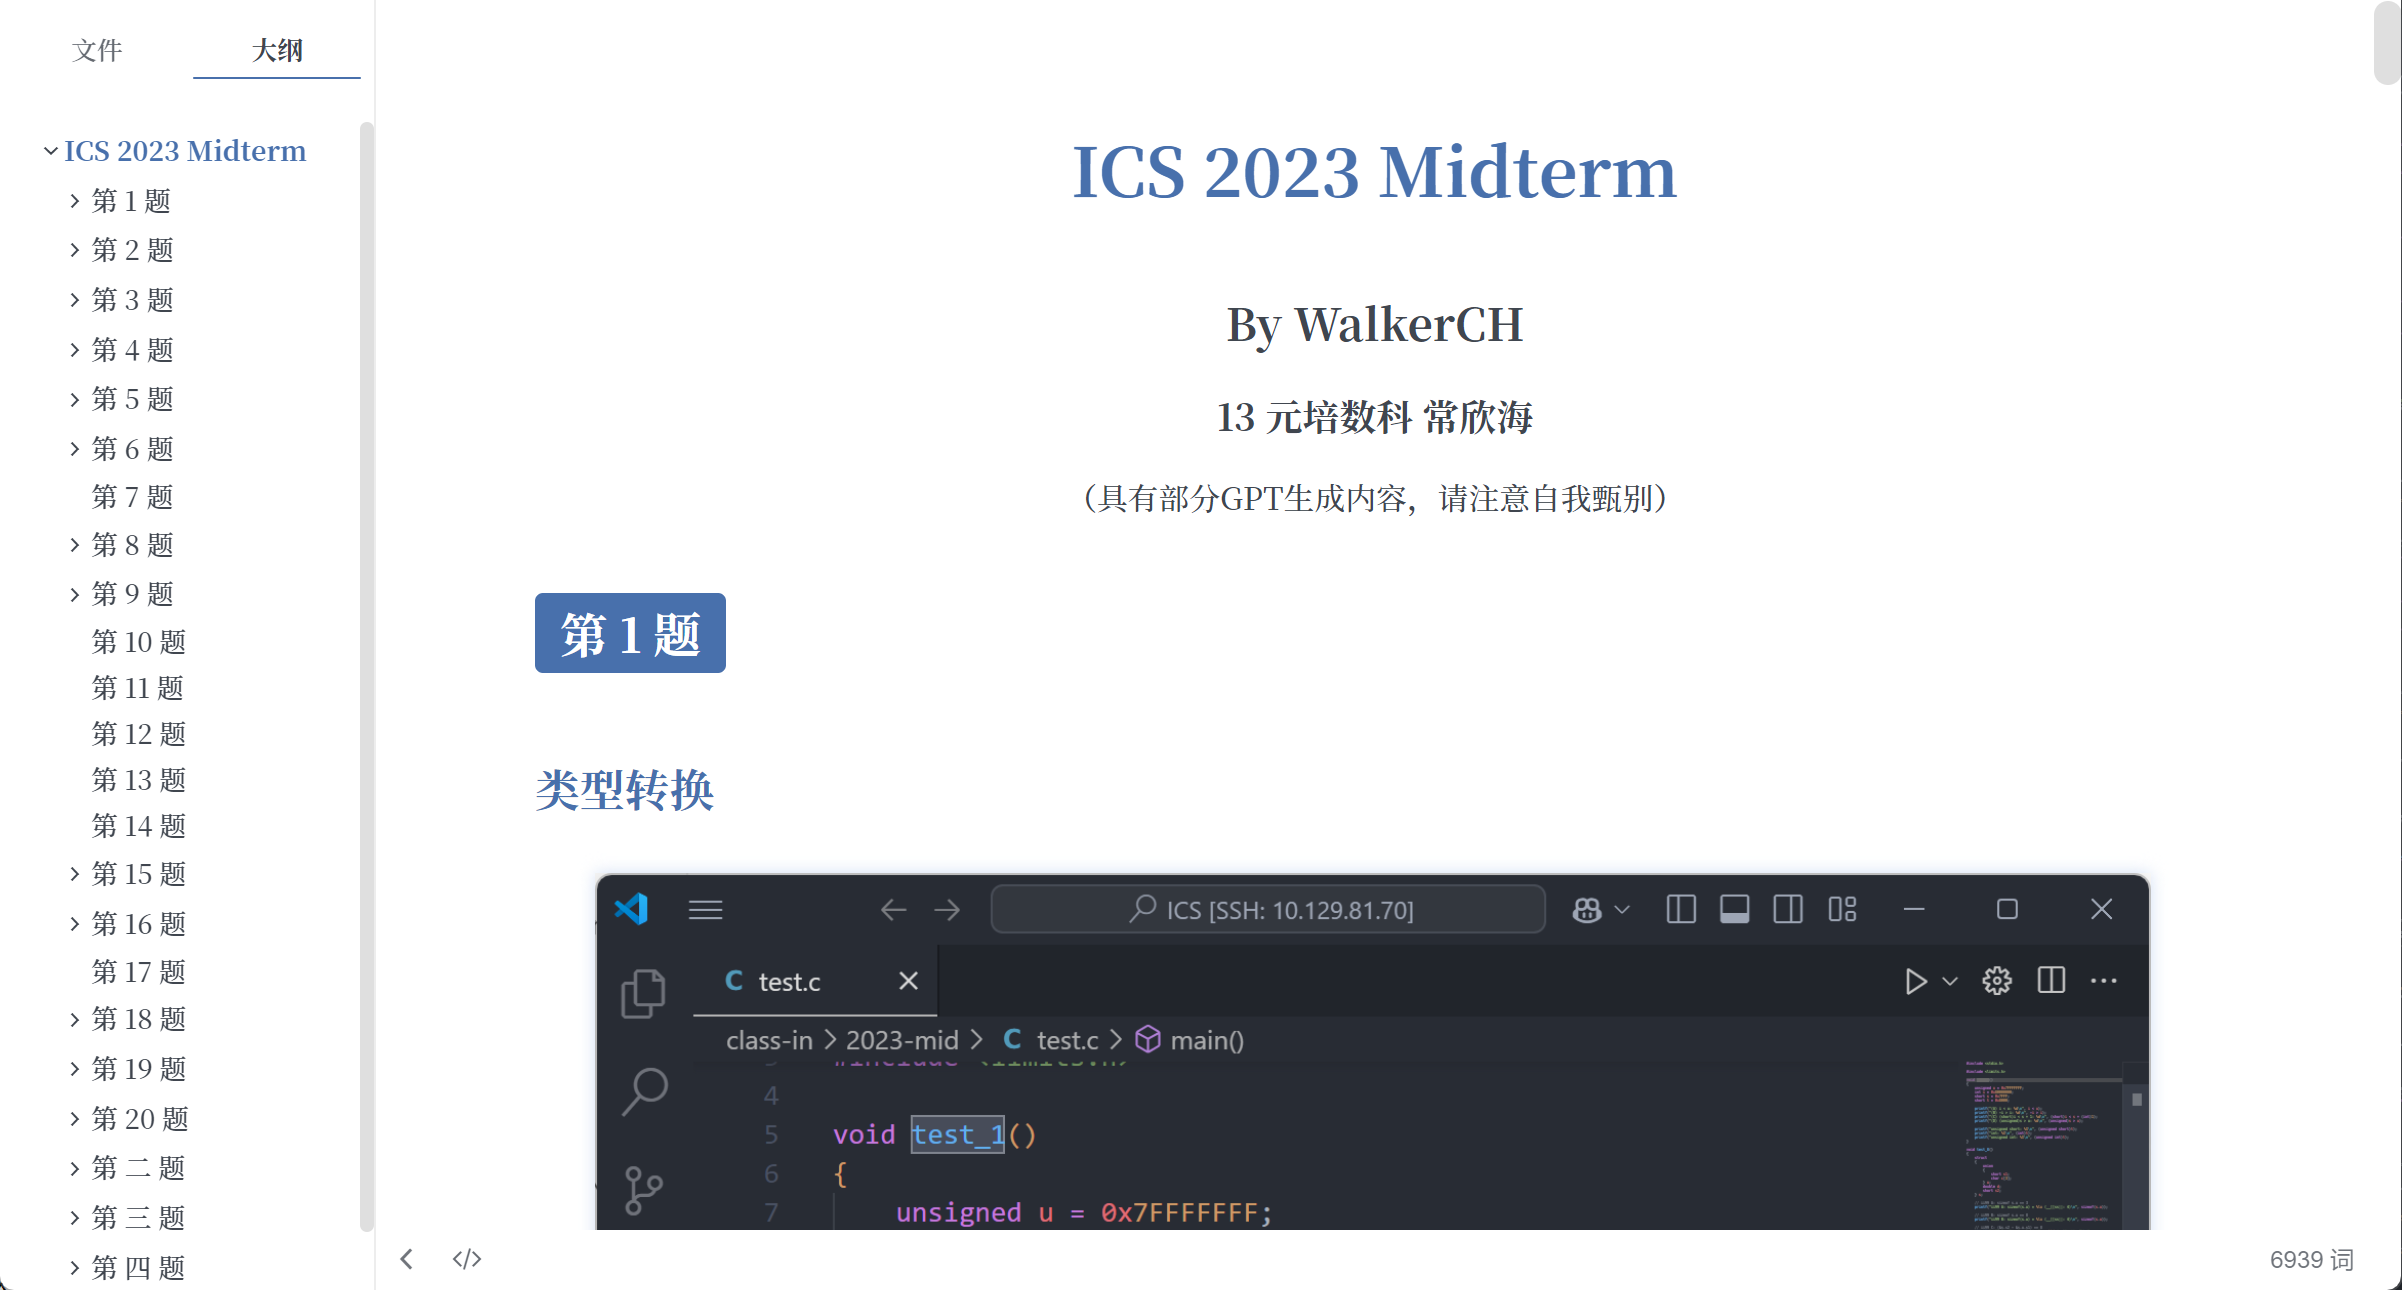 文件 大纲
ICS 2023 Midterm
第 1 题
第 2 题
第 3 题
第 4 题
第 5 题
第 6 题
第 7 题
第 8 题
第 9 题
第 10 题
第 11 题
第 12 题
第 13 题
第 14 题
第 15 题
第 16 题
第 17 题
第 18 题
第 19 题
第 20 题
第 二 题
第 三 题
第 四 题
ICS 2023 Midterm
By WalkerCH
13 元培数科 常欣海
（具有部分GPT生成内容，请注意自我甄别）
第 1 题
类型转换
ICS [SSH: 10.129.81.70]
C test.c
class-in > 2023-mid > C test.c > main()
4
5 void test_1()
6 {
7 unsigned u = 0x7FFFFFFF;
6939 词